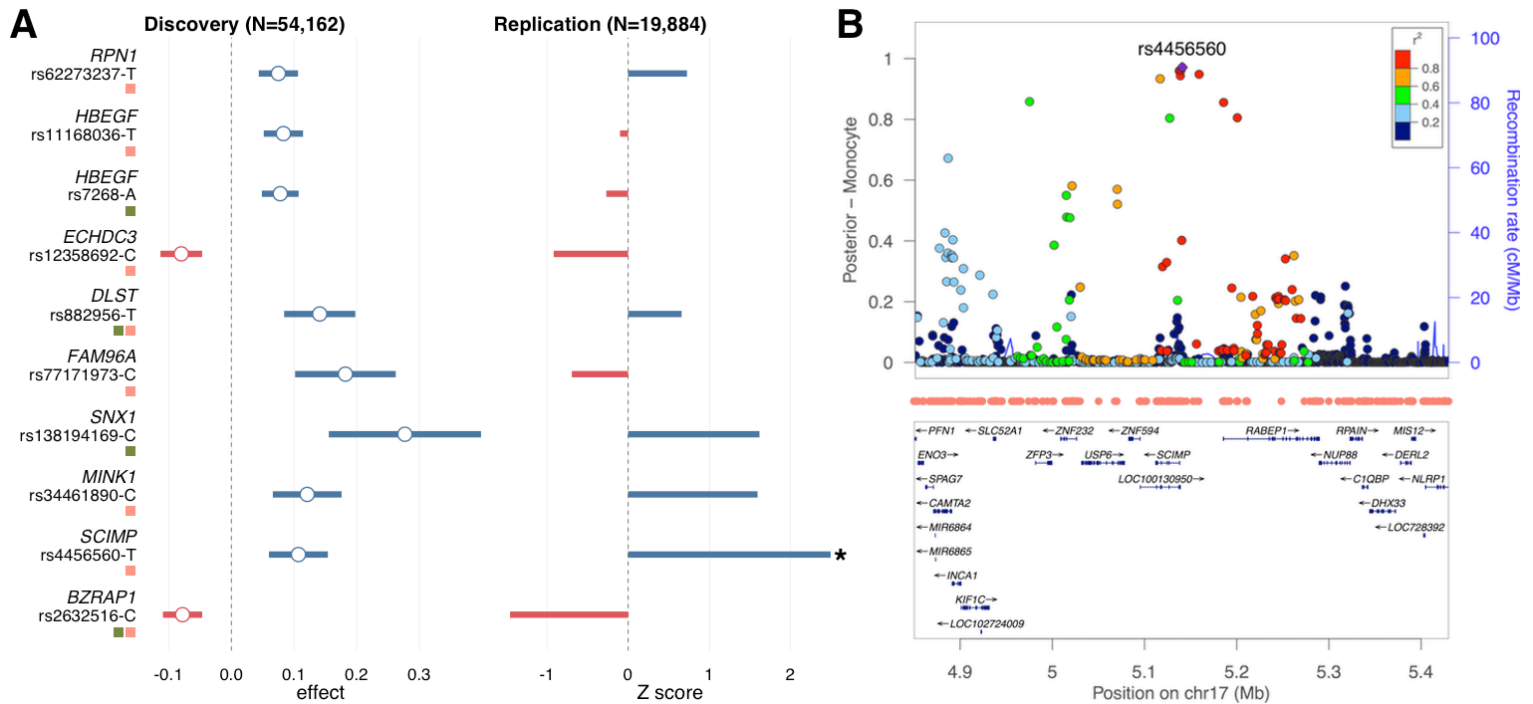 A
Discovery (N=54,162)
Replication (N=19,884)
RPN1
rs62273237-T
HBEGF
rs11168036-T
HBEGF
rs7268-A
ECHDC3
rs12358692-C
DLST
rs882956-T
FAM96A
rs77171973-C
SNX1
rs138194169-C
MINK1
rs34461890-C
SCIMP
rs4456560-T
*
BZRAP1
rs2632516-C
-0.1 0.0 0.1 0.2 0.3
effect
-1 0 1 2
Z score
B
rs4456560
r2
0.8
0.6
0.4
0.2
Posterior – Monocyte
1
0.8
0.6
0.4
0.2
0
Recombination rate (cM/Mb)
100
80
60
40
20
0
←PFN1 ←SLC52A1 ←ZNF232 ←ZNF594 RABEP1→ RPAIN→ MIS12→
ENO3→ ZFP3→ USP6→ ←SCIMP ←NUP88 ←DERL2
←SPAG7 LOC100130950→ ←C1QBP ←NLRP1
←CAMTA2 ←DHX33
←MIR6864 ←LOC728392
←MIR6865
←INCA1
KIF1C→
←LOC102724009
4.9 5 5.1 5.2 5.3 5.4
Position on chr17 (Mb)